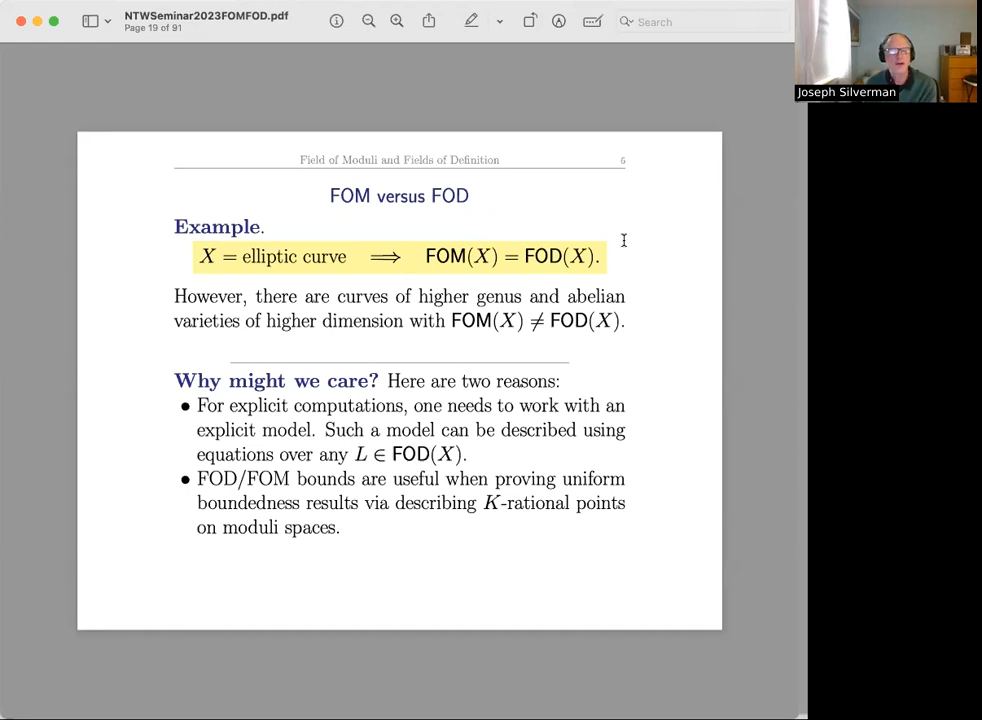 NTWSeminar2023FOMFOD.pdf
Page 19 of 91
Search
Joseph Silverman
Field of Moduli and Fields of Definition 5
FOM versus FOD
Example.
X = elliptic curve ⟹ FOM(X) = FOD(X).
However, there are curves of higher genus and abelian
varieties of higher dimension with FOM(X) ≠ FOD(X).
Why might we care? Here are two reasons:
• For explicit computations, one needs to work with an
explicit model. Such a model can be described using
equations over any L ∈ FOD(X).
• FOD/FOM bounds are useful when proving uniform
boundedness results via describing K-rational points
on moduli spaces.